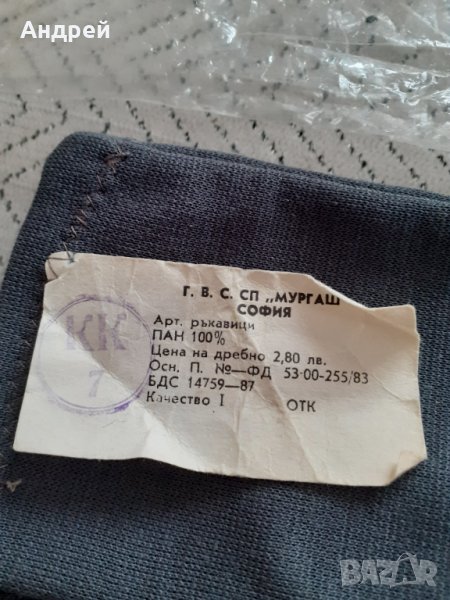 Андрей
Г. В. С. СП „МУРГАШ
СОФИЯ
Арт. ръкавици
ПАН 100%
Цена на дребно 2,80 лв.
Осн. П. №—ФД 53-00-255/83
БДС 14759—87
Качество I ОТК
КК
7
BAZAR